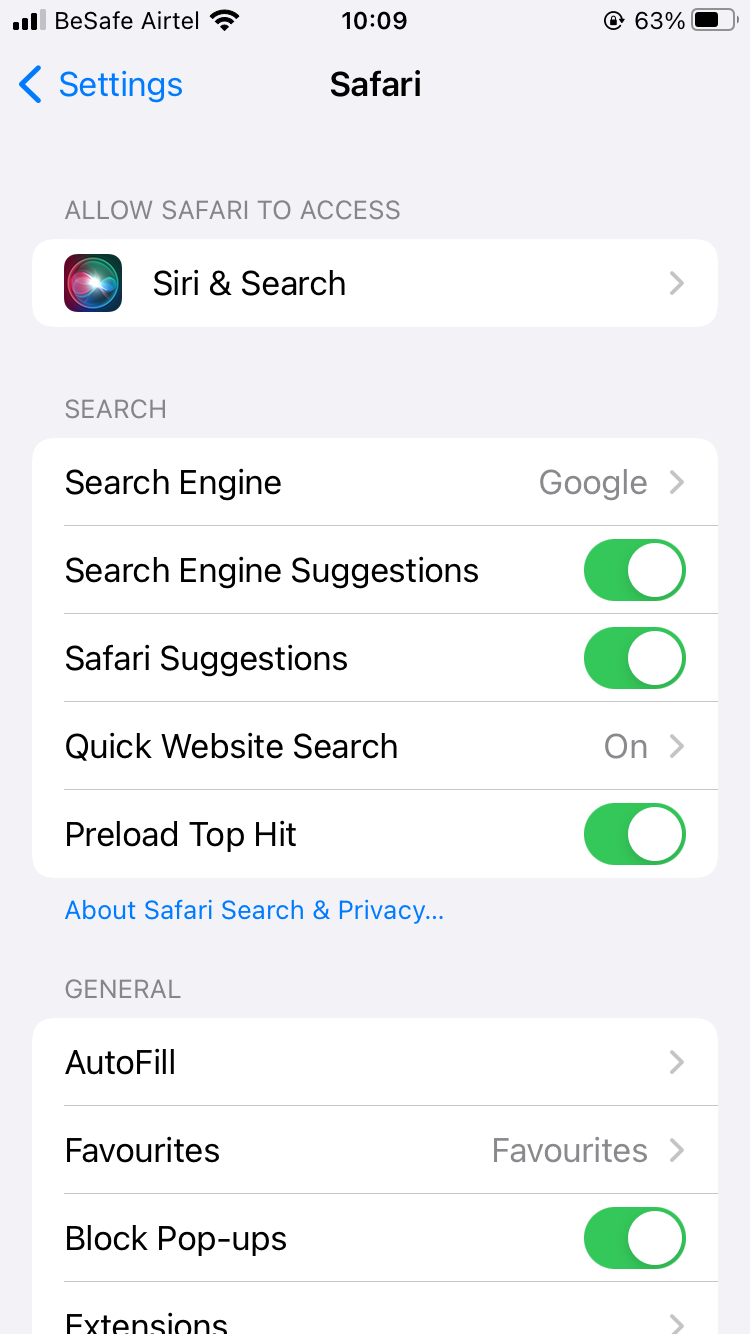 BeSafe Airtel 10:09 63%
Settings Safari
ALLOW SAFARI TO ACCESS
Siri & Search
SEARCH
Search Engine Google
Search Engine Suggestions
Safari Suggestions
Quick Website Search On
Preload Top Hit
About Safari Search & Privacy...
GENERAL
AutoFill
Favourites Favourites
Block Pop-ups
Extensions